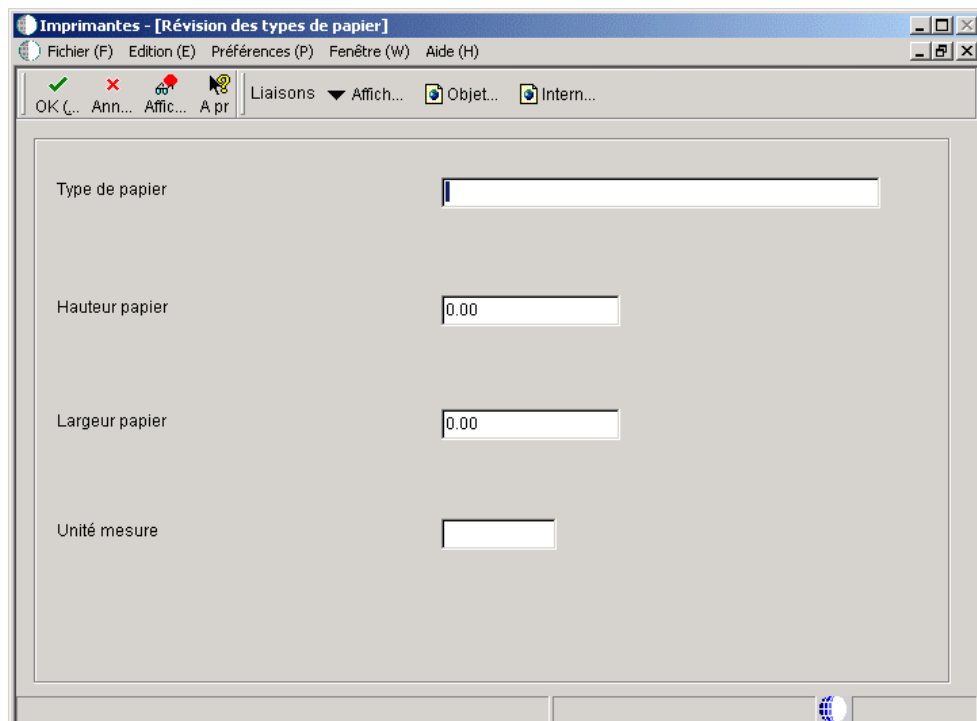 Imprimantes - [Révision des types de papier]
Fichier (F) Edition (E) Préférences (P) Fenêtre (W) Aide (H)
OK (... Ann... Affic... A pr Liaisons Affich... Objet... Intern...
Type de papier
Hauteur papier 0.00
Largeur papier 0.00
Unité mesure